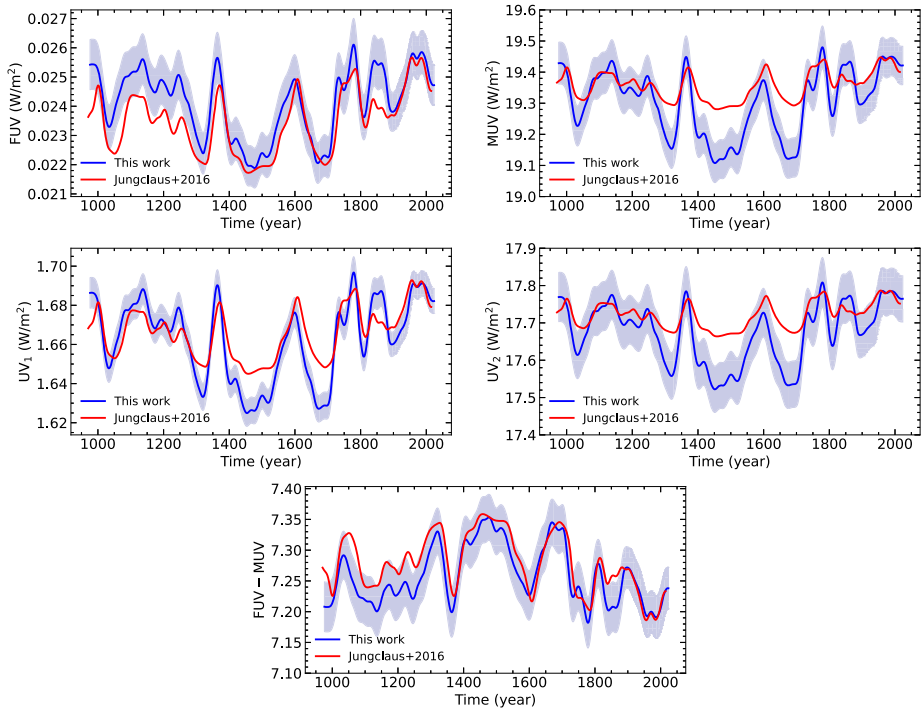 0.027
0.026
0.025
0.024
0.023
0.022
0.021
FUV (W/m²)
This work
Jungclaus+2016
1000 1200 1400 1600 1800 2000
Time (year)
19.6
19.5
19.4
19.3
19.2
19.1
19.0
MUV (W/m²)
This work
Jungclaus+2016
1000 1200 1400 1600 1800 2000
Time (year)
1.70
1.68
1.66
1.64
1.62
UV₁ (W/m²)
This work
Jungclaus+2016
1000 1200 1400 1600 1800 2000
Time (year)
17.9
17.8
17.7
17.6
17.5
17.4
UV₂ (W/m²)
This work
Jungclaus+2016
1000 1200 1400 1600 1800 2000
Time (year)
7.40
7.35
7.30
7.25
7.20
7.15
7.10
FUV − MUV
This work
Jungclaus+2016
1000 1200 1400 1600 1800 2000
Time (year)